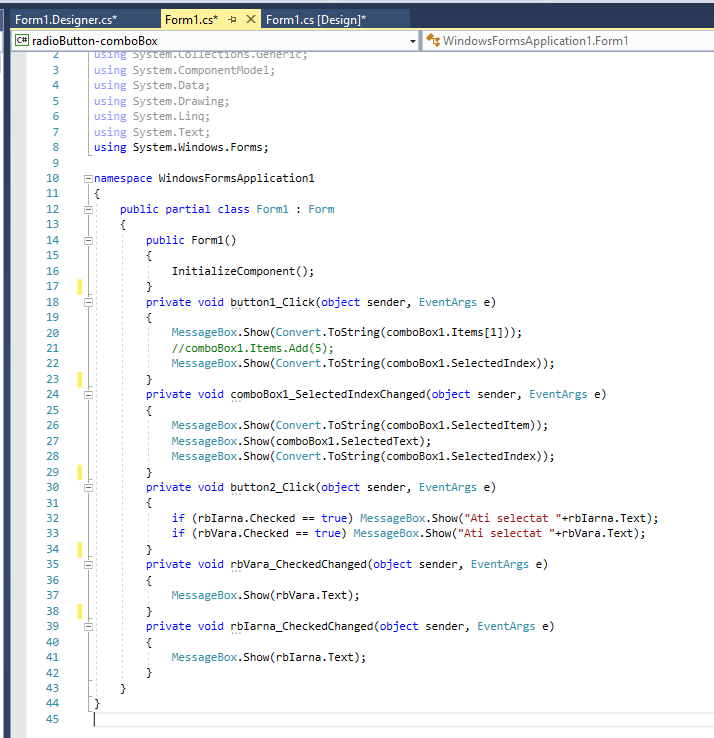 Form1.Designer.cs*
Form1.cs*
Form1.cs [Design]*
C# radioButton-comboBox
WindowsFormsApplication1.Form1
2 using System.Collections.Generic;
3 using System.ComponentModel;
4 using System.Data;
5 using System.Drawing;
6 using System.Linq;
7 using System.Text;
8 using System.Windows.Forms;
9
10 namespace WindowsFormsApplication1
11 {
12 public partial class Form1 : Form
13 {
14 public Form1()
15 {
16 InitializeComponent();
17 }
18 private void button1_Click(object sender, EventArgs e)
19 {
20 MessageBox.Show(Convert.ToString(comboBox1.Items[1]));
21 //comboBox1.Items.Add(5);
22 MessageBox.Show(Convert.ToString(comboBox1.SelectedIndex));
23 }
24 private void comboBox1_SelectedIndexChanged(object sender, EventArgs e)
25 {
26 MessageBox.Show(Convert.ToString(comboBox1.SelectedItem));
27 MessageBox.Show(comboBox1.SelectedText);
28 MessageBox.Show(Convert.ToString(comboBox1.SelectedIndex));
29 }
30 private void button2_Click(object sender, EventArgs e)
31 {
32 if (rbIarna.Checked == true) MessageBox.Show("Ati selectat "+rbIarna.Text);
33 if (rbVara.Checked == true) MessageBox.Show("Ati selectat "+rbVara.Text);
34 }
35 private void rbVara_CheckedChanged(object sender, EventArgs e)
36 {
37 MessageBox.Show(rbVara.Text);
38 }
39 private void rbIarna_CheckedChanged(object sender, EventArgs e)
40 {
41 MessageBox.Show(rbIarna.Text);
42 }
43 }
44 }
45